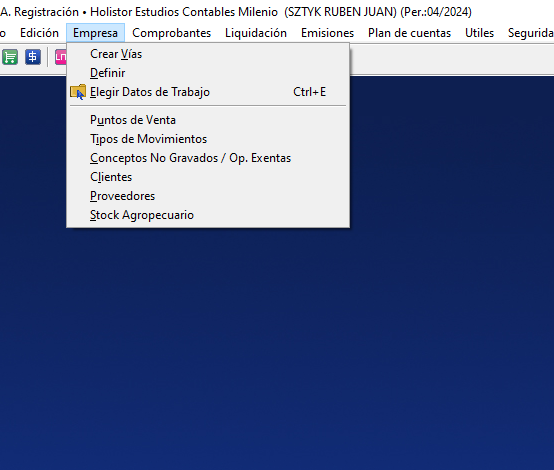 A. Registración • Holistor Estudios Contables Milenio (SZTYK RUBEN JUAN) (Per.:04/2024)
o Edición Empresa Comprobantes Liquidación Emisiones Plan de cuentas Utiles Segurida
$ Ln
Crear Vías
Definir
Elegir Datos de Trabajo Ctrl+E
Puntos de Venta
Tipos de Movimientos
Conceptos No Gravados / Op. Exentas
Clientes
Proveedores
Stock Agropecuario